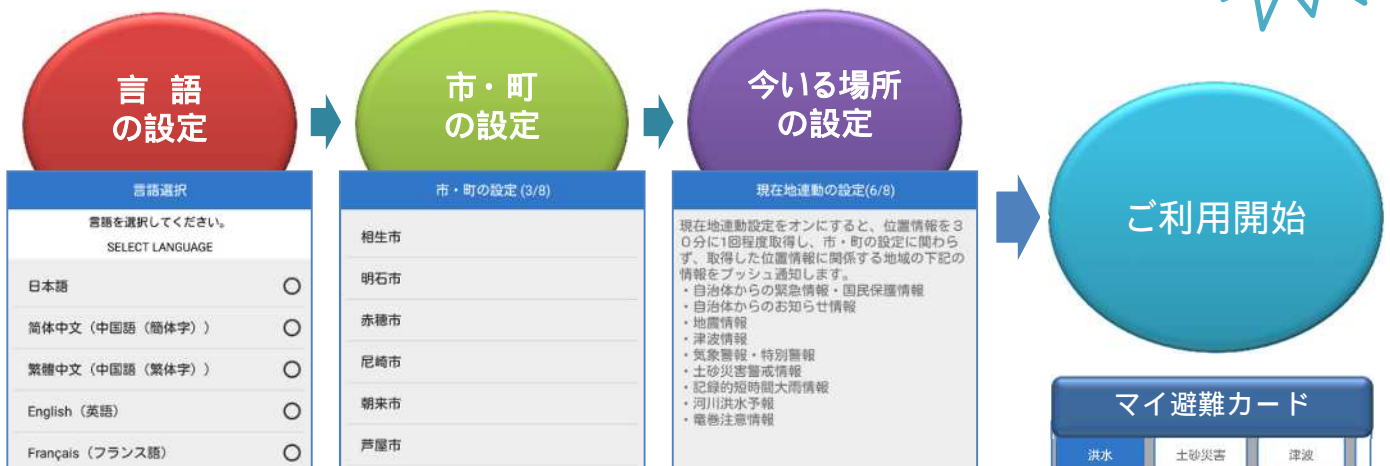 言 語
の設定
市・町
の設定
今いる場所
の設定
ご利用開始
言語選択
言語を選択してください。
SELECT LANGUAGE
日本語
简体中文（中国語（簡体字））
繁體中文（中国語（繁体字））
English（英語）
Français（フランス語）
市・町の設定 (3/8)
相生市
明石市
赤穂市
尼崎市
朝来市
芦屋市
現在地連動の設定(6/8)
現在地連動設定をオンにすると、位置情報を３
０分に1回程度取得し、市・町の設定に関わら
ず、取得した位置情報に関係する地域の下記の
情報をプッシュ通知します。
・自治体からの緊急情報・国民保護情報
・自治体からのお知らせ情報
・地震情報
・津波情報
・気象警報・特別警報
・土砂災害警戒情報
・記録的短時間大雨情報
・河川洪水予報
・竜巻注意情報
マイ避難カード
洪水
土砂災害
津波